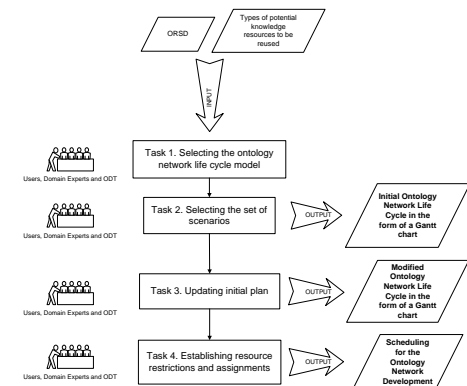 ORSD
Types of potential
knowledge
resources to be
reused
INPUT
Task 1. Selecting the ontology
network life cycle model
Users, Domain Experts and ODT
Task 2. Selecting the set of
scenarios
Users, Domain Experts and ODT
OUTPUT
Initial Ontology
Network Life
Cycle in the
form of a Gantt
chart
Task 3. Updating initial plan
Users, Domain Experts and ODT
OUTPUT
Modified
Ontology
Network Life
Cycle in the
form of a Gantt
chart
Task 4. Establishing resource
restrictions and assignments
Users, Domain Experts and ODT
OUTPUT
Scheduling
for the
Ontology
Network
Development